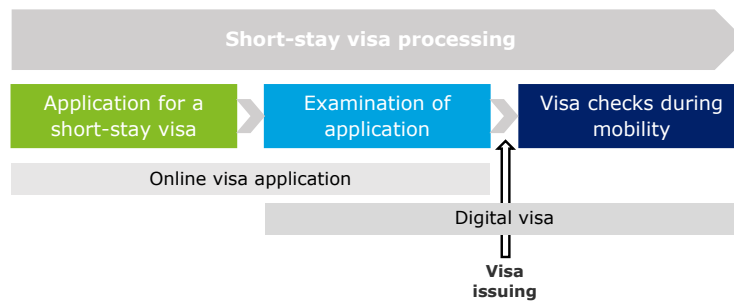 Short-stay visa processing
Application for a
short-stay visa
Examination of
application
Visa checks during
mobility
Online visa application
Digital visa
Visa
issuing